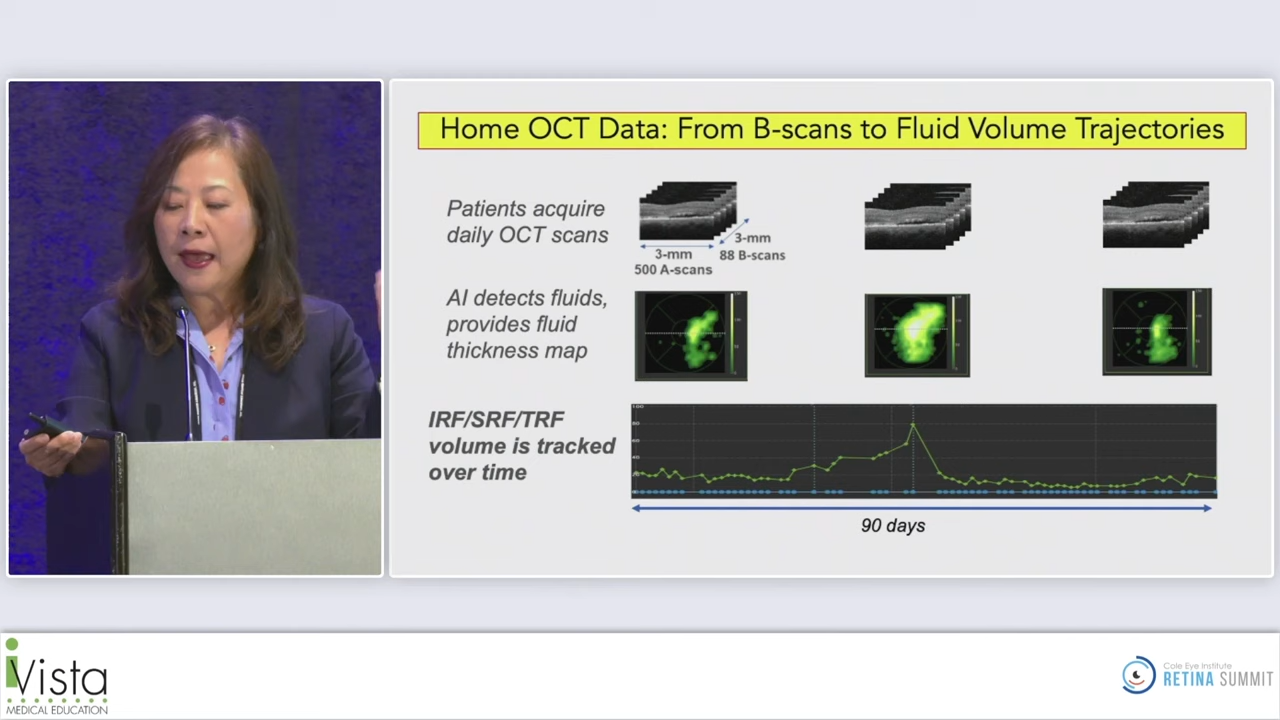 Home OCT Data: From B-scans to Fluid Volume Trajectories
Patients acquire
daily OCT scans
3-mm
500 A-scans
3-mm
88 B-scans
AI detects fluids,
provides fluid
thickness map
IRF/SRF/TRF
volume is tracked
over time
90 days
iVista
MEDICAL EDUCATION
Cole Eye Institute
RETINA SUMMIT